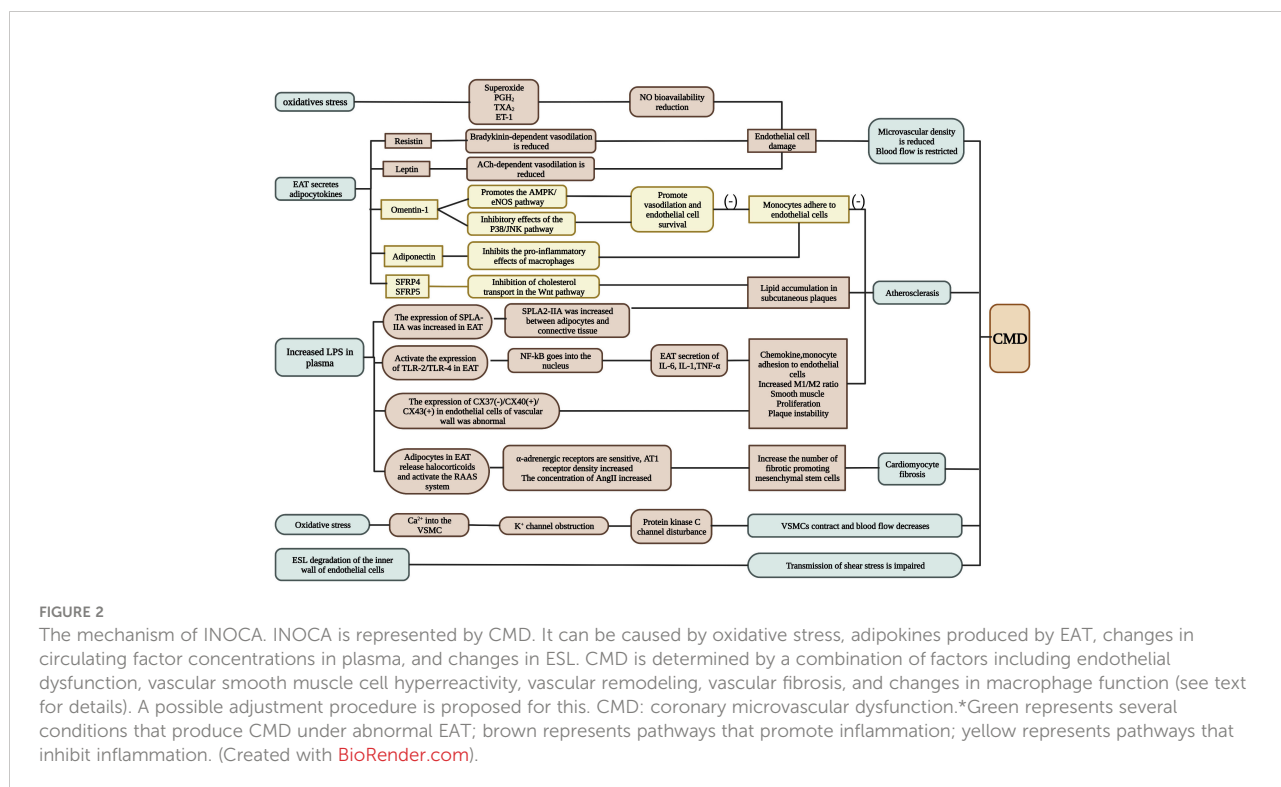 oxidatives stress
Superoxide
PGH₂
TXA₂
ET-1
NO bioavailability
reduction
Resistin
Bradykinin-dependent vasodilation
is reduced
Endothelial cell
damage
Microvascular density
is reduced
Blood flow is restricted
Leptin
ACh-dependent vasodilation is
reduced
EAT secretes
adipocytokines
Omentin-1
Promotes the AMPK/
eNOS pathway
Inhibitory effects of the
P38/JNK pathway
Promote
vasodilation and
endothelial cell
survival
(-)
Monocytes adhere to
endothelial cells
(-)
Adiponectin
Inhibits the pro-inflammatory
effects of macrophages
SFRP4
SFRP5
Inhibition of cholesterol
transport in the Wnt pathway
Lipid accumulation in
subcutaneous plaques
Atherosclerasis
The expression of SPLA-
IIA was increased in EAT
SPLA2-IIA was increased
between adipocytes and
connective tissue
Increased LPS in
plasma
Activate the expression
of TLR-2/TLR-4 in EAT
NF-kB goes into the
nucleus
EAT secretion of
IL-6, IL-1,TNF-α
Chemokine,monocyte
adhesion to endothelial
cells
Increased M1/M2 ratio
Smooth muscle
Proliferation
Plaque instability
CMD
The expression of CX37(-)/CX40(+)/
CX43(+) in endothelial cells of vascular
wall was abnormal
Adipocytes in EAT
release halocorticoids
and activate the RAAS
system
α-adrenergic receptors are sensitive, AT1
receptor density increased
The concentration of AngII increased
Increase the number of
fibrotic promoting
mesenchymal stem cells
Cardiomyocyte
fibrosis
Oxidative stress
Ca²⁺ into the
VSMC
K⁺ channel obstruction
Protein kinase C
channel disturbance
VSMCs contract and blood flow decreases
ESL degradation of the inner
wall of endothelial cells
Transmission of shear stress is impaired
FIGURE 2
The mechanism of INOCA. INOCA is represented by CMD. It can be caused by oxidative stress, adipokines produced by EAT, changes in
circulating factor concentrations in plasma, and changes in ESL. CMD is determined by a combination of factors including endothelial
dysfunction, vascular smooth muscle cell hyperreactivity, vascular remodeling, vascular fibrosis, and changes in macrophage function (see text
for details). A possible adjustment procedure is proposed for this. CMD: coronary microvascular dysfunction.*Green represents several
conditions that produce CMD under abnormal EAT; brown represents pathways that promote inflammation; yellow represents pathways that
inhibit inflammation. (Created with BioRender.com).